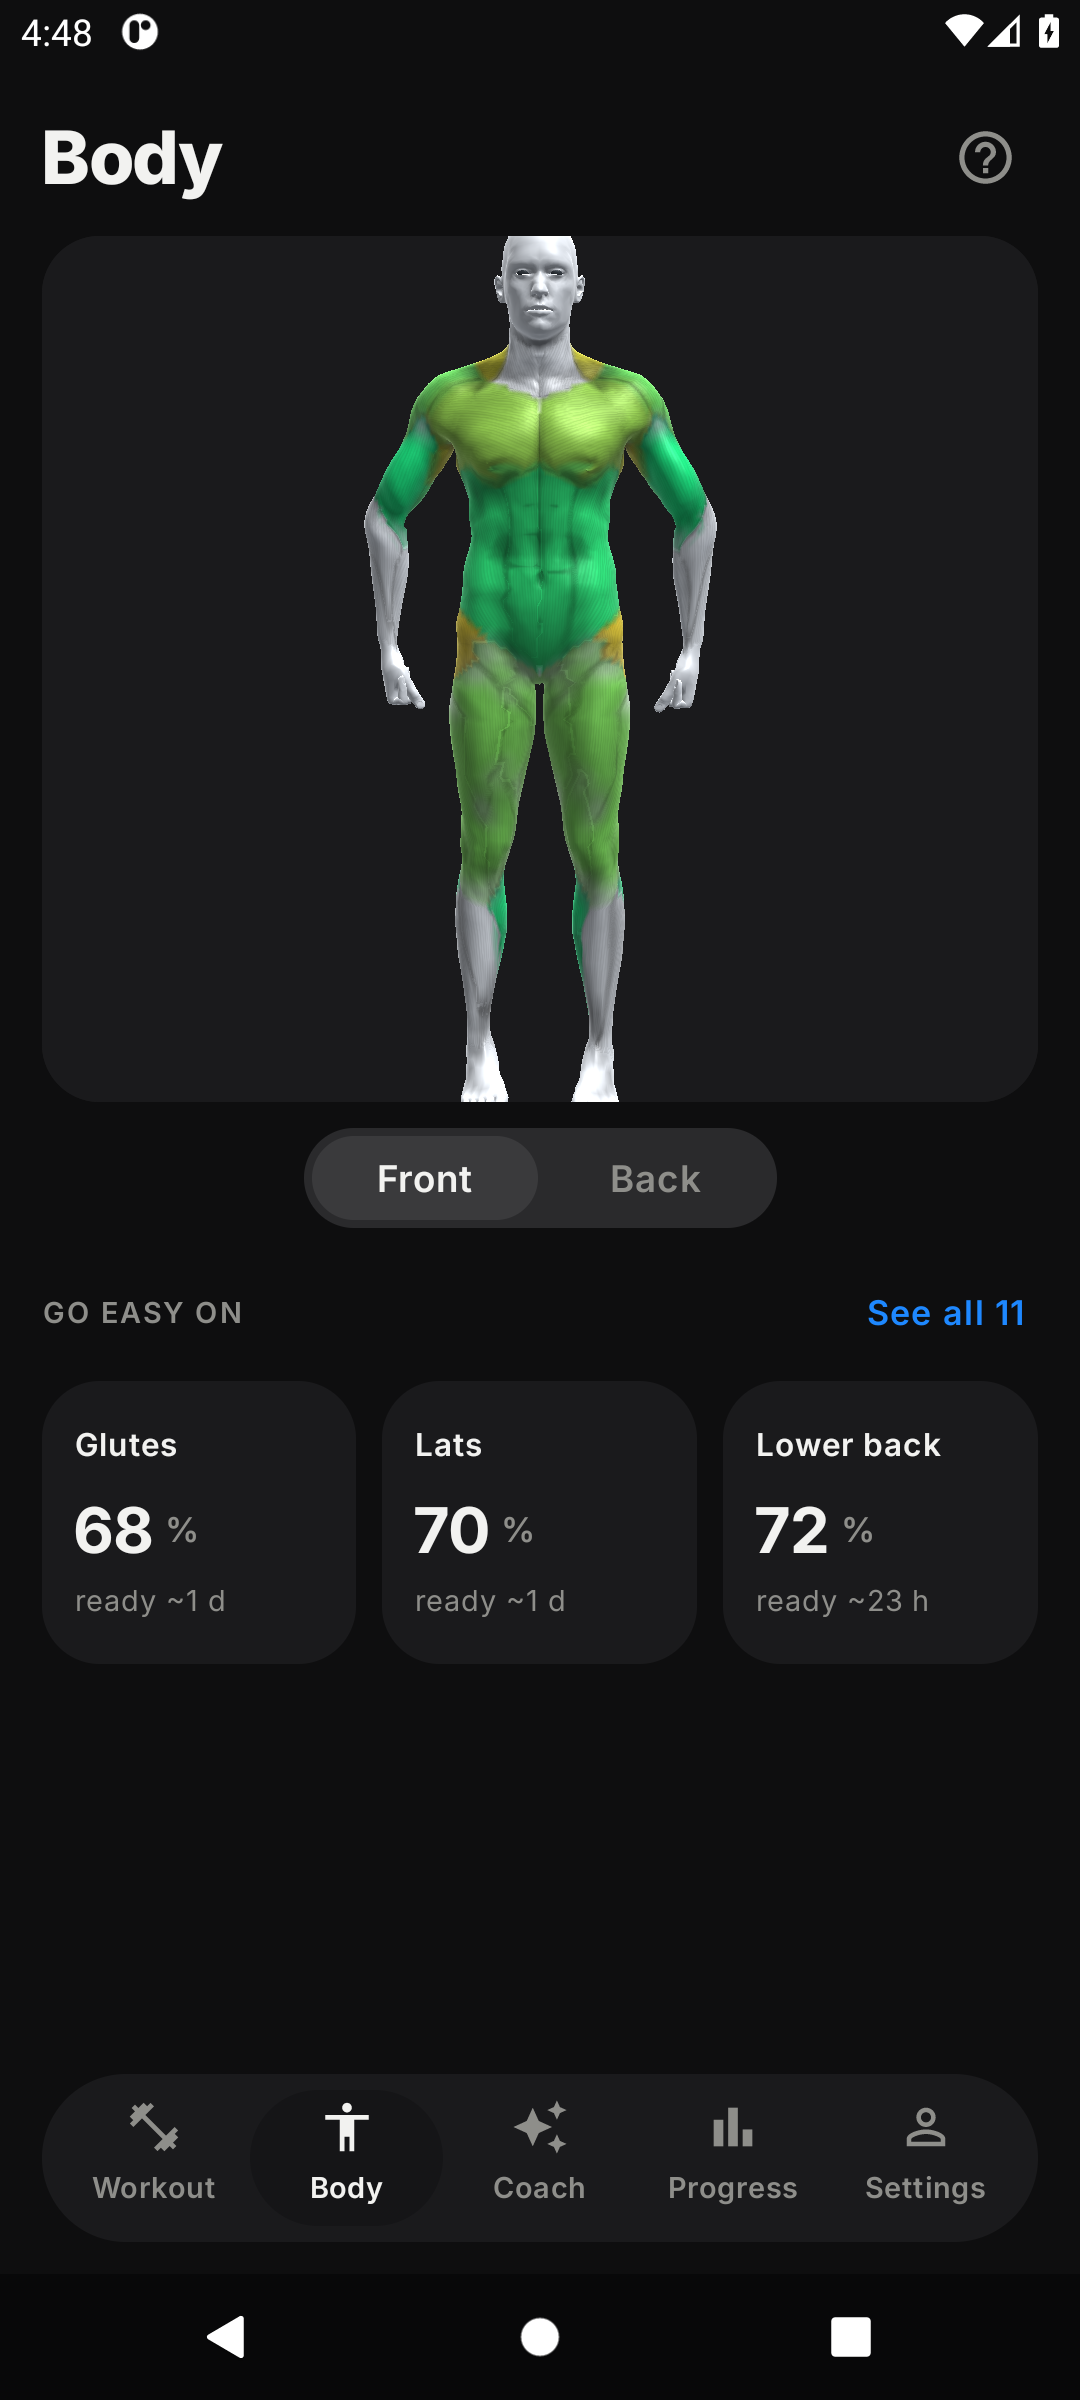 4:48
Body
Front Back
GO EASY ON See all 11
Glutes Lats Lower back
68 % 70 % 72 %
ready ~1 d ready ~1 d ready ~23 h
Workout Body Coach Progress Settings